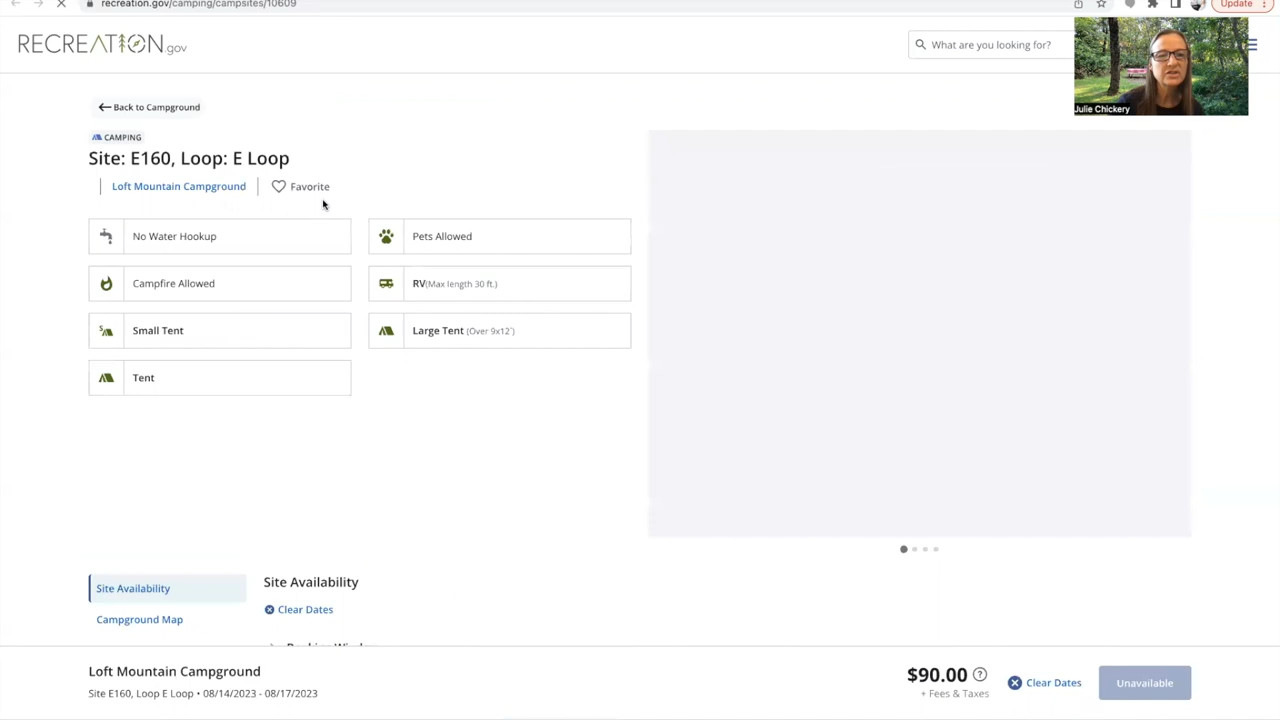 recreation.gov/camping/campsites/10609
Update
RECREATION.gov
What are you looking for?
Julie Chickery
Back to Campground
CAMPING
Site: E160, Loop: E Loop
Loft Mountain Campground
Favorite
No Water Hookup
Pets Allowed
Campfire Allowed
RV(Max length 30 ft.)
S
Small Tent
Large Tent (Over 9x12`)
Tent
Site Availability
Site Availability
Clear Dates
Campground Map
Loft Mountain Campground
Site E160, Loop E Loop • 08/14/2023 - 08/17/2023
$90.00 ?
+ Fees & Taxes
Clear Dates
Unavailable